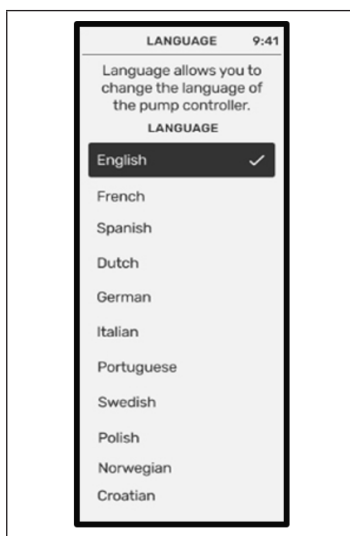 LANGUAGE 9:41
Language allows you to
change the language of
the pump controller.
LANGUAGE
English
French
Spanish
Dutch
German
Italian
Portuguese
Swedish
Polish
Norwegian
Croatian